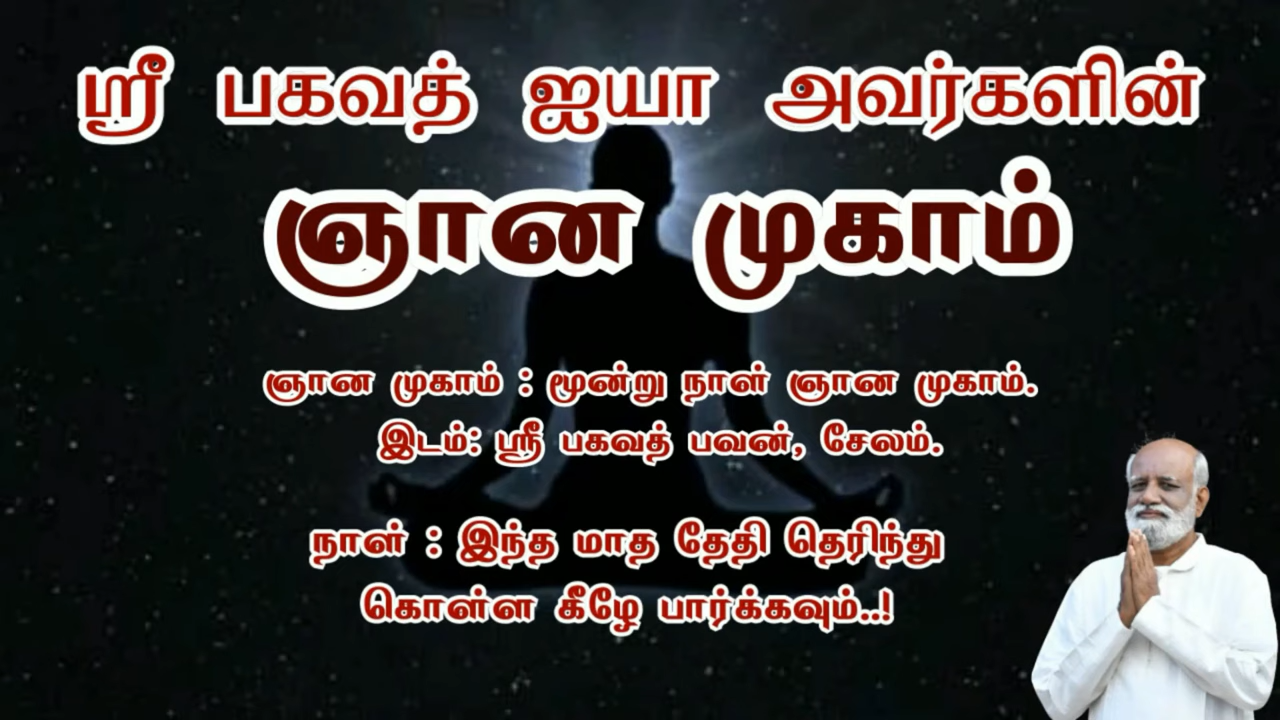 ஸ்ரீ பகவத் ஐயா அவர்களின்
ஞான முகாம்
ஞான முகாம் : மூன்று நாள் ஞான முகாம்.
இடம்: ஸ்ரீ பகவத் பவன், சேலம்.
நாள் : இந்த மாத தேதி தெரிந்து
கொள்ள கீழே பார்க்கவும்..!